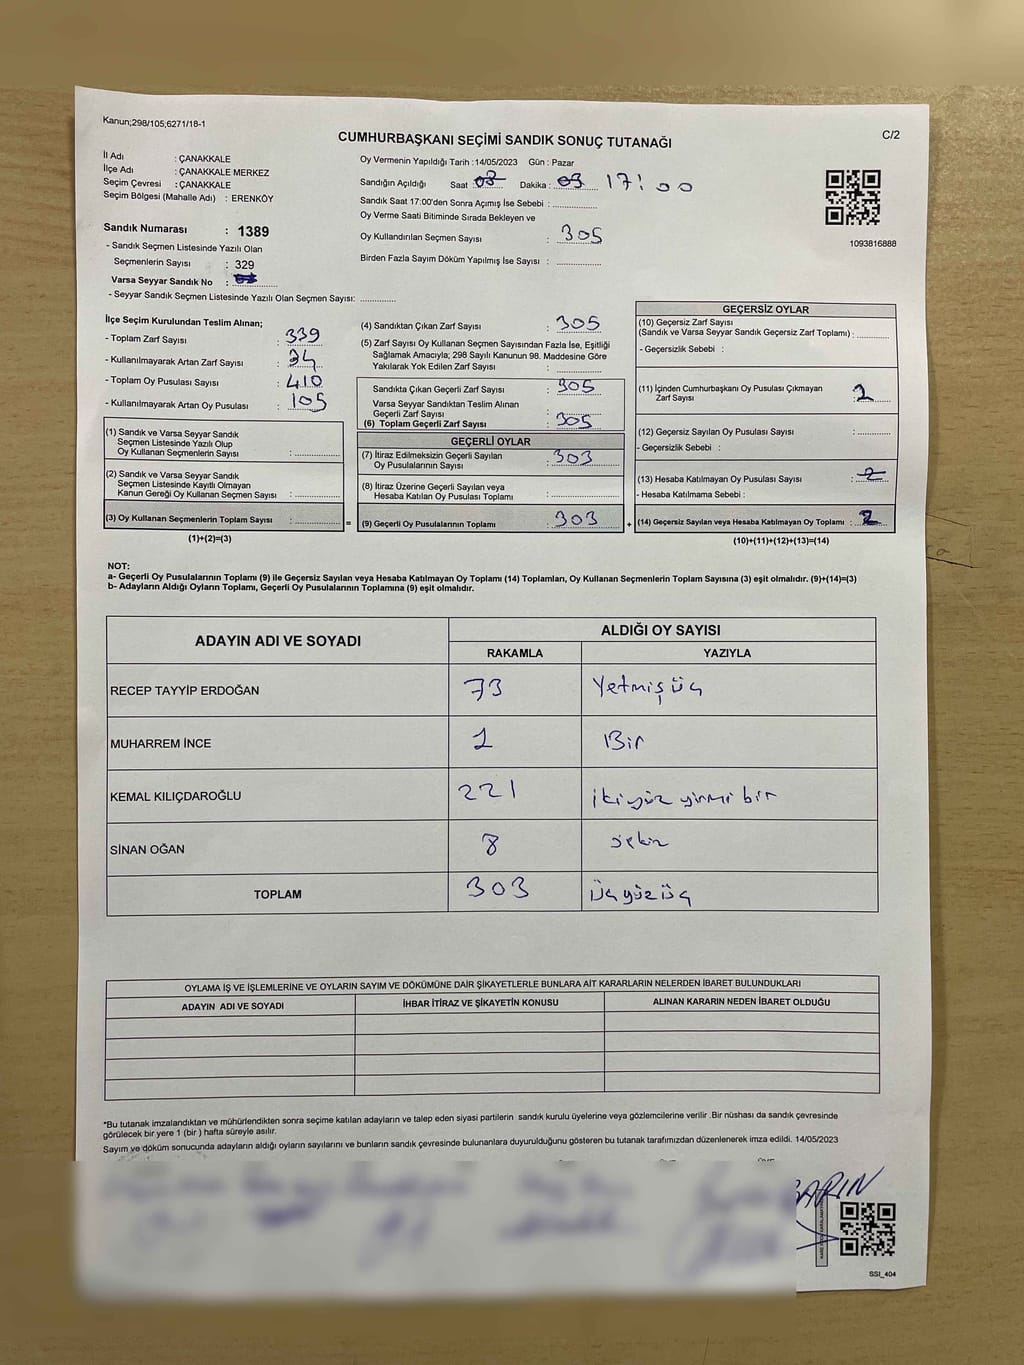 Kanun;298/105;6271/18-1
C/2
CUMHURBAŞKANI SEÇİMİ SANDIK SONUÇ TUTANAĞI
İl Adı : ÇANAKKALE
İlçe Adı : ÇANAKKALE MERKEZ
Seçim Çevresi : ÇANAKKALE
Seçim Bölgesi (Mahalle Adı) : ERENKÖY
Sandık Numarası : 1389
- Sandık Seçmen Listesinde Yazılı Olan
Seçmenlerin Sayısı : 329
Varsa Seyyar Sandık No :
- Seyyar Sandık Seçmen Listesinde Yazılı Olan Seçmen Sayısı: ............
Oy Vermenin Yapıldığı Tarih :14/05/2023 Gün : Pazar
Sandığın Açıldığı Saat 03 Dakika : 03 17:00
Sandık Saat 17:00'den Sonra Açımış İse Sebebi : ...............
Oy Verme Saati Bitiminde Sırada Bekleyen ve
Oy Kullandırılan Seçmen Sayısı : 305
Birden Fazla Sayım Döküm Yapılmış İse Sayısı : ...............
1093816888
İlçe Seçim Kurulundan Teslim Alınan;
- Toplam Zarf Sayısı : 339
- Kullanılmayarak Artan Zarf Sayısı : 34
- Toplam Oy Pusulası Sayısı : 410
- Kullanılmayarak Artan Oy Pusulası : 105
(1) Sandık ve Varsa Seyyar Sandık
Seçmen Listesinde Yazılı Olup
Oy Kullanan Seçmenlerin Sayısı : ...............
(2) Sandık ve Varsa Seyyar Sandık
Seçmen Listesinde Kayıtlı Olmayan
Kanun Gereği Oy Kullanan Seçmen Sayısı : ...............
(3) Oy Kullanan Seçmenlerin Toplam Sayısı : ...............
(1)+(2)=(3)
=
(4) Sandıktan Çıkan Zarf Sayısı : 305
(5) Zarf Sayısı Oy Kullanan Seçmen Sayısından Fazla İse, Eşitliği
Sağlamak Amacıyla; 298 Sayılı Kanunun 98. Maddesine Göre
Yakılarak Yok Edilen Zarf Sayısı : ...............
Sandıkta Çıkan Geçerli Zarf Sayısı : 305
Varsa Seyyar Sandıktan Teslim Alınan
Geçerli Zarf Sayısı : ...............
(6) Toplam Geçerli Zarf Sayısı : 305
GEÇERLİ OYLAR
(7) İtiraz Edilmeksizin Geçerli Sayılan
Oy Pusulalarının Sayısı : 303
(8) İtiraz Üzerine Geçerli Sayılan veya
Hesaba Katılan Oy Pusulası Toplamı : ...............
(9) Geçerli Oy Pusulalarının Toplamı : 303
+
GEÇERSİZ OYLAR
(10) Geçersiz Zarf Sayısı
(Sandık ve Varsa Seyyar Sandık Geçersiz Zarf Toplamı) : ............
- Geçersizlik Sebebi :
(11) İçinden Cumhurbaşkanı Oy Pusulası Çıkmayan
Zarf Sayısı : 2
(12) Geçersiz Sayılan Oy Pusulası Sayısı : ............
- Geçersizlik Sebebi :
(13) Hesaba Katılmayan Oy Pusulası Sayısı : 2
- Hesaba Katılmama Sebebi :
(14) Geçersiz Sayılan veya Hesaba Katılmayan Oy Toplamı : 2
(10)+(11)+(12)+(13)=(14)
NOT:
a- Geçerli Oy Pusulalarının Toplamı (9) ile Geçersiz Sayılan veya Hesaba Katılmayan Oy Toplamı (14) Toplamları, Oy Kullanan Seçmenlerin Toplam Sayısına (3) eşit olmalıdır. (9)+(14)=(3)
b- Adayların Aldığı Oyların Toplamı, Geçerli Oy Pusulalarının Toplamına (9) eşit olmalıdır.
ADAYIN ADI VE SOYADI
ALDIĞI OY SAYISI
RAKAMLA YAZIYLA
RECEP TAYYİP ERDOĞAN 73 Yetmiş üç
MUHARREM İNCE 1 Bir
KEMAL KILIÇDAROĞLU 221 ikiyüz yirmi bir
SİNAN OĞAN 8 sekiz
TOPLAM 303 üçyüzüç
OYLAMA İŞ VE İŞLEMLERİNE VE OYLARIN SAYIM VE DÖKÜMÜNE DAİR ŞİKAYETLERLE BUNLARA AİT KARARLARIN NELERDEN İBARET BULUNDUKLARI
ADAYIN ADI VE SOYADI İHBAR İTİRAZ VE ŞİKAYETİN KONUSU ALINAN KARARIN NEDEN İBARET OLDUĞU
*Bu tutanak imzalandıktan ve mühürlendikten sonra seçime katılan adayların ve talep eden siyasi partilerin sandık kurulu üyelerine veya gözlemcilerine verilir .Bir nüshası da sandık çevresinde
görülecek bir yere 1 (bir ) hafta süreyle asılır.
Sayım ve döküm sonucunda adayların aldığı oyların sayılarını ve bunların sandık çevresinde bulunanlara duyurulduğunu gösteren bu tutanak tarafımızdan düzenlenerek imza edildi. 14/05/2023
SSI_404